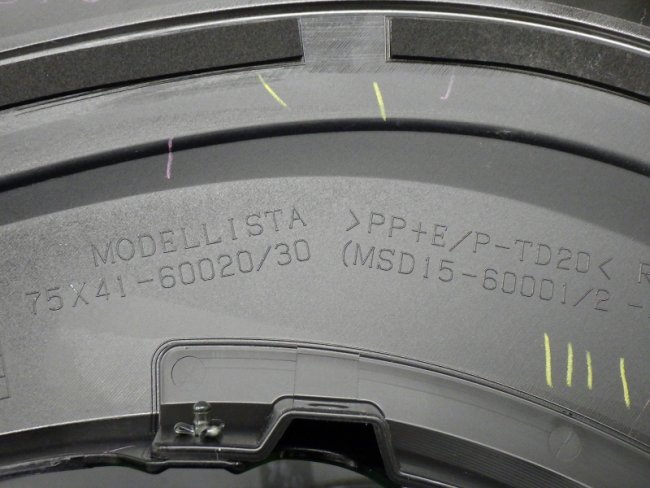 MODELLISTA >PP+E/P-TD20< R
75X41-60020/30 (MSD15-60001/2 -